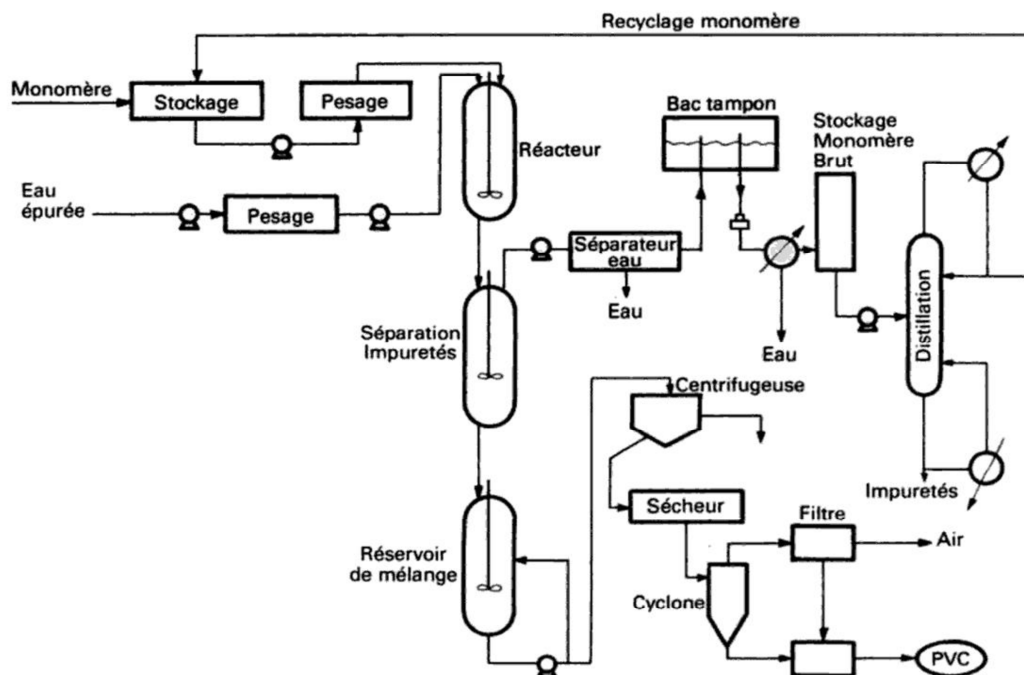 Recyclage monomère
Monomère
Stockage
Pesage
Bac tampon
Stockage
Monomère
Brut
Réacteur
Eau
épurée
Pesage
Séparateur
eau
Eau
Eau
Distillation
Séparation
Impuretés
Centrifugeuse
Impuretés
Sécheur
Filtre
Air
Réservoir
de mélange
Cyclone
PVC